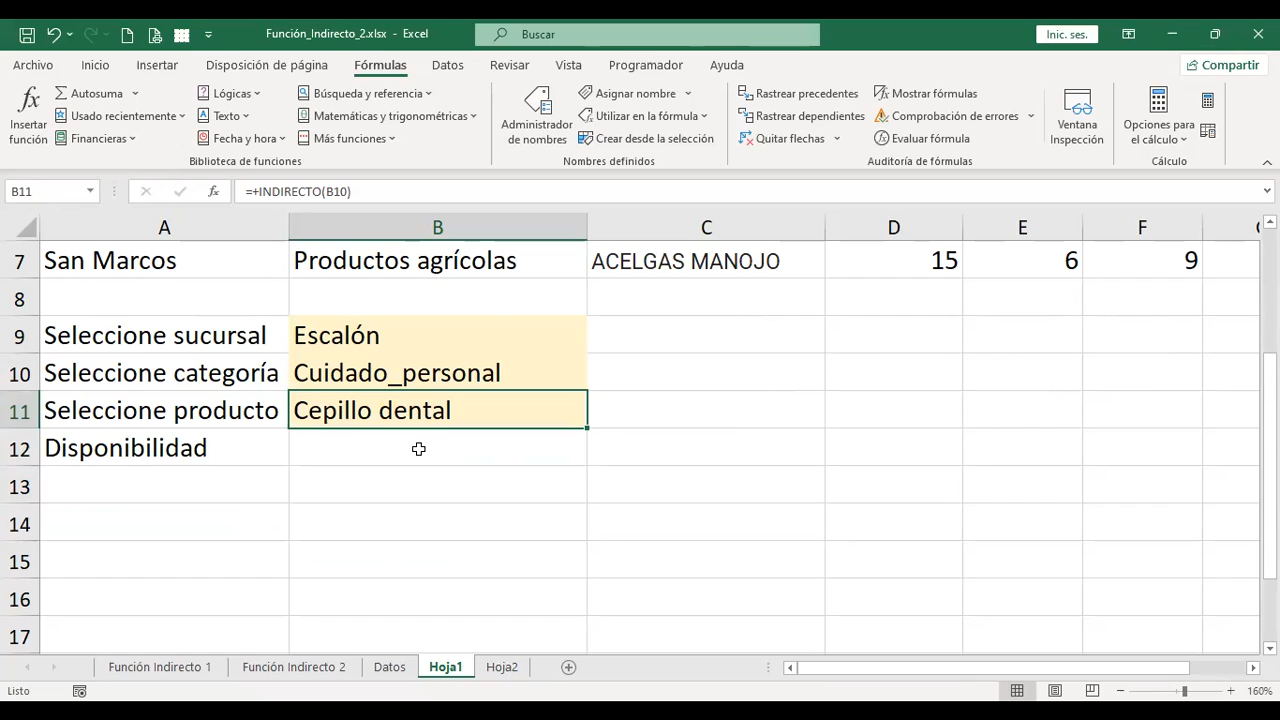 Función_Indirecto_2.xlsx - Excel
Buscar
Inic. ses.
Archivo Inicio Insertar Disposición de página Fórmulas Datos Revisar Vista Programador Ayuda
Compartir
fx
Insertar función
Autosuma
Usado recientemente
Financieras
Lógicas
Texto
Fecha y hora
Búsqueda y referencia
Matemáticas y trigonométricas
Más funciones
Biblioteca de funciones
Administrador de nombres
Asignar nombre
Utilizar en la fórmula
Crear desde la selección
Nombres definidos
Rastrear precedentes
Rastrear dependientes
Quitar flechas
Mostrar fórmulas
Comprobación de errores
Evaluar fórmula
Auditoría de fórmulas
Ventana Inspección
Opciones para el cálculo
Cálculo
B11 fx =+INDIRECTO(B10)
A B C D E F
7 San Marcos Productos agrícolas ACELGAS MANOJO 15 6 9
8
9 Seleccione sucursal Escalón
10 Seleccione categoría Cuidado_personal
11 Seleccione producto Cepillo dental
12 Disponibilidad
13
14
15
16
17
Función Indirecto 1 Función Indirecto 2 Datos Hoja1 Hoja2
Listo 160%